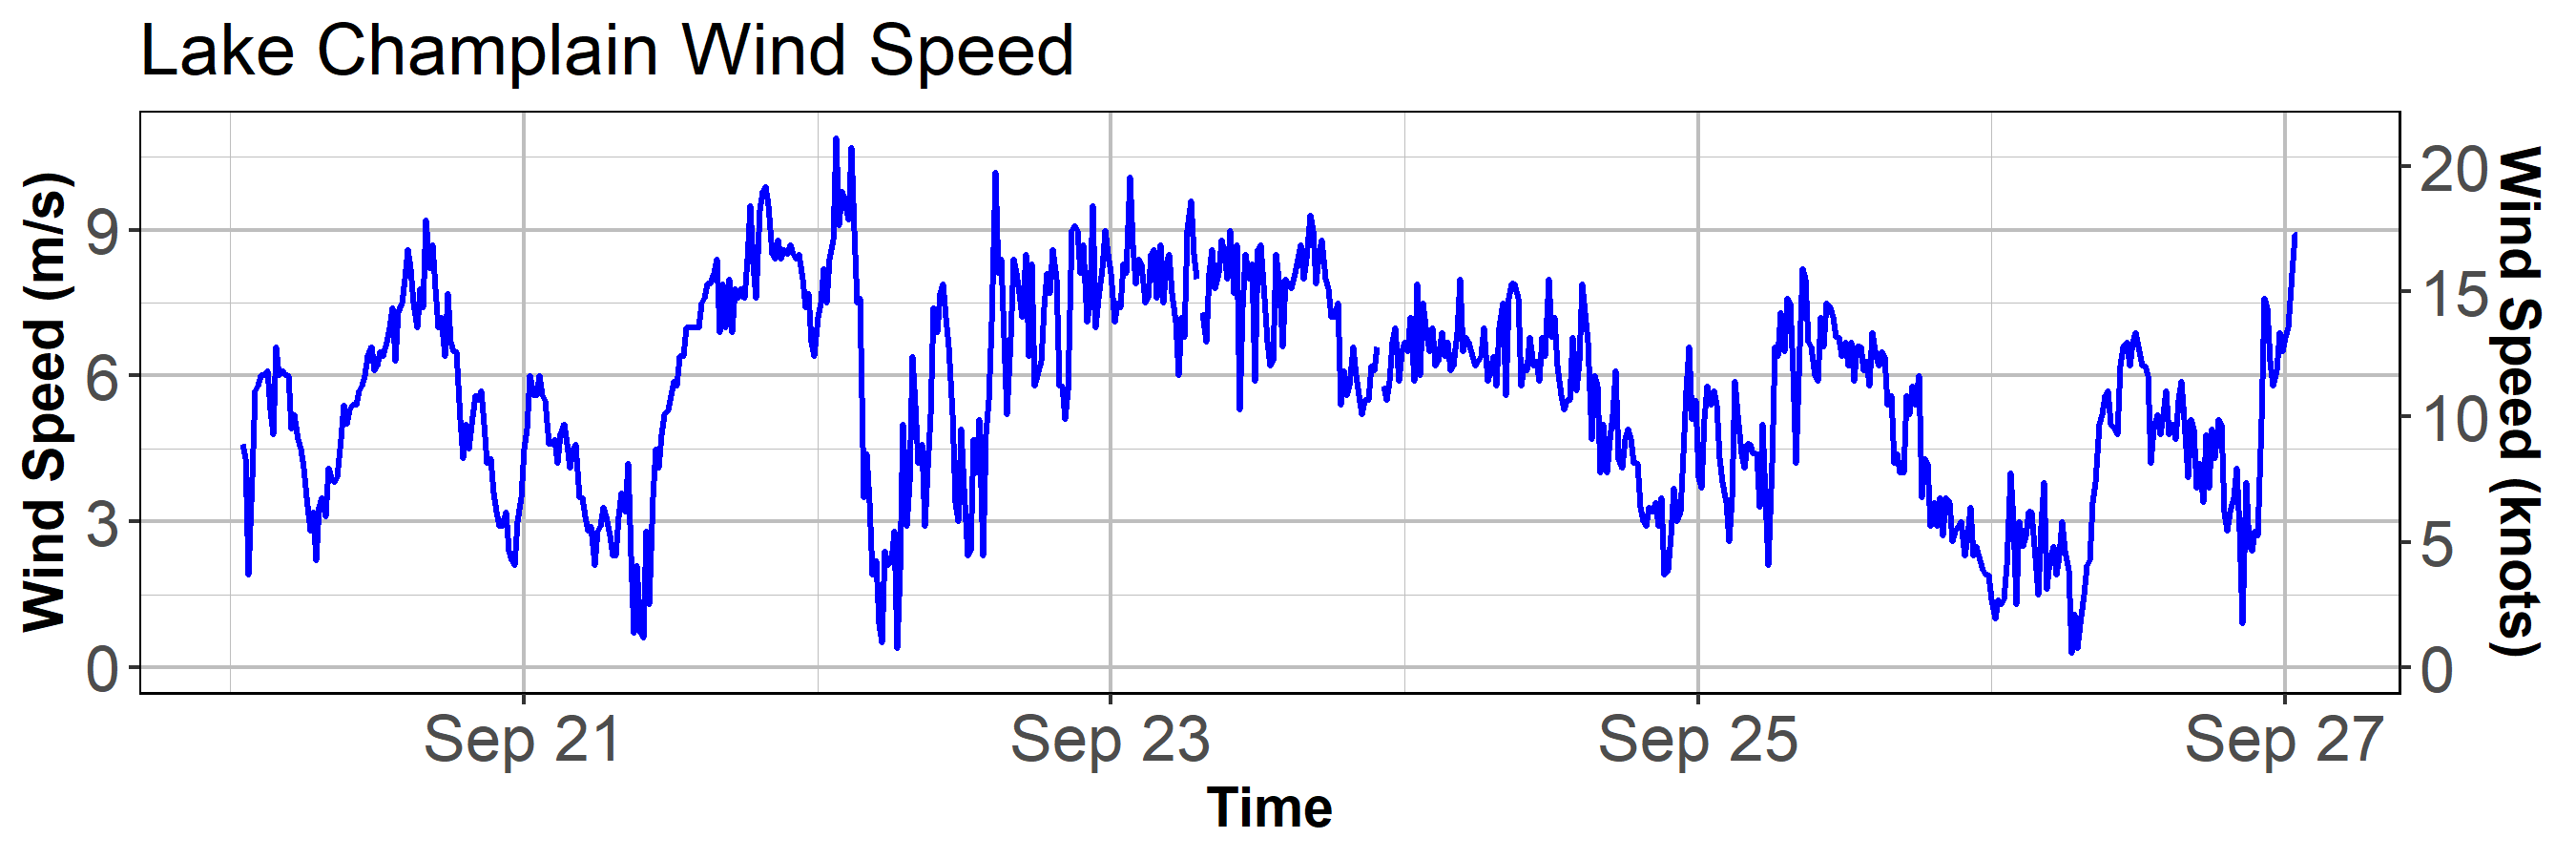 Lake Champlain Wind Speed
Wind Speed (m/s)
9
6
3
0
20
15
10
5
0
Wind Speed (knots)
Sep 21
Sep 23
Sep 25
Sep 27
Time